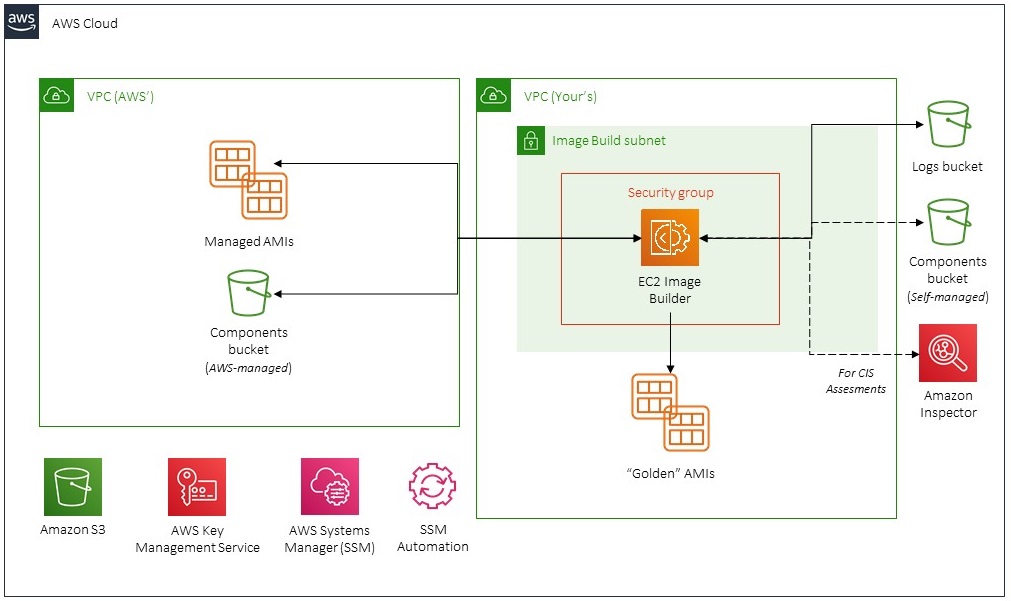 aws
AWS Cloud
VPC (AWS')
VPC (Your's)
Image Build subnet
Security group
Logs bucket
Managed AMIs
EC2 Image
Builder
Components
bucket
(Self-managed)
Components
bucket
(AWS-managed)
For CIS
Assesments
Amazon
Inspector
"Golden" AMIs
Amazon S3
AWS Key
Management Service
AWS Systems
Manager (SSM)
SSM
Automation